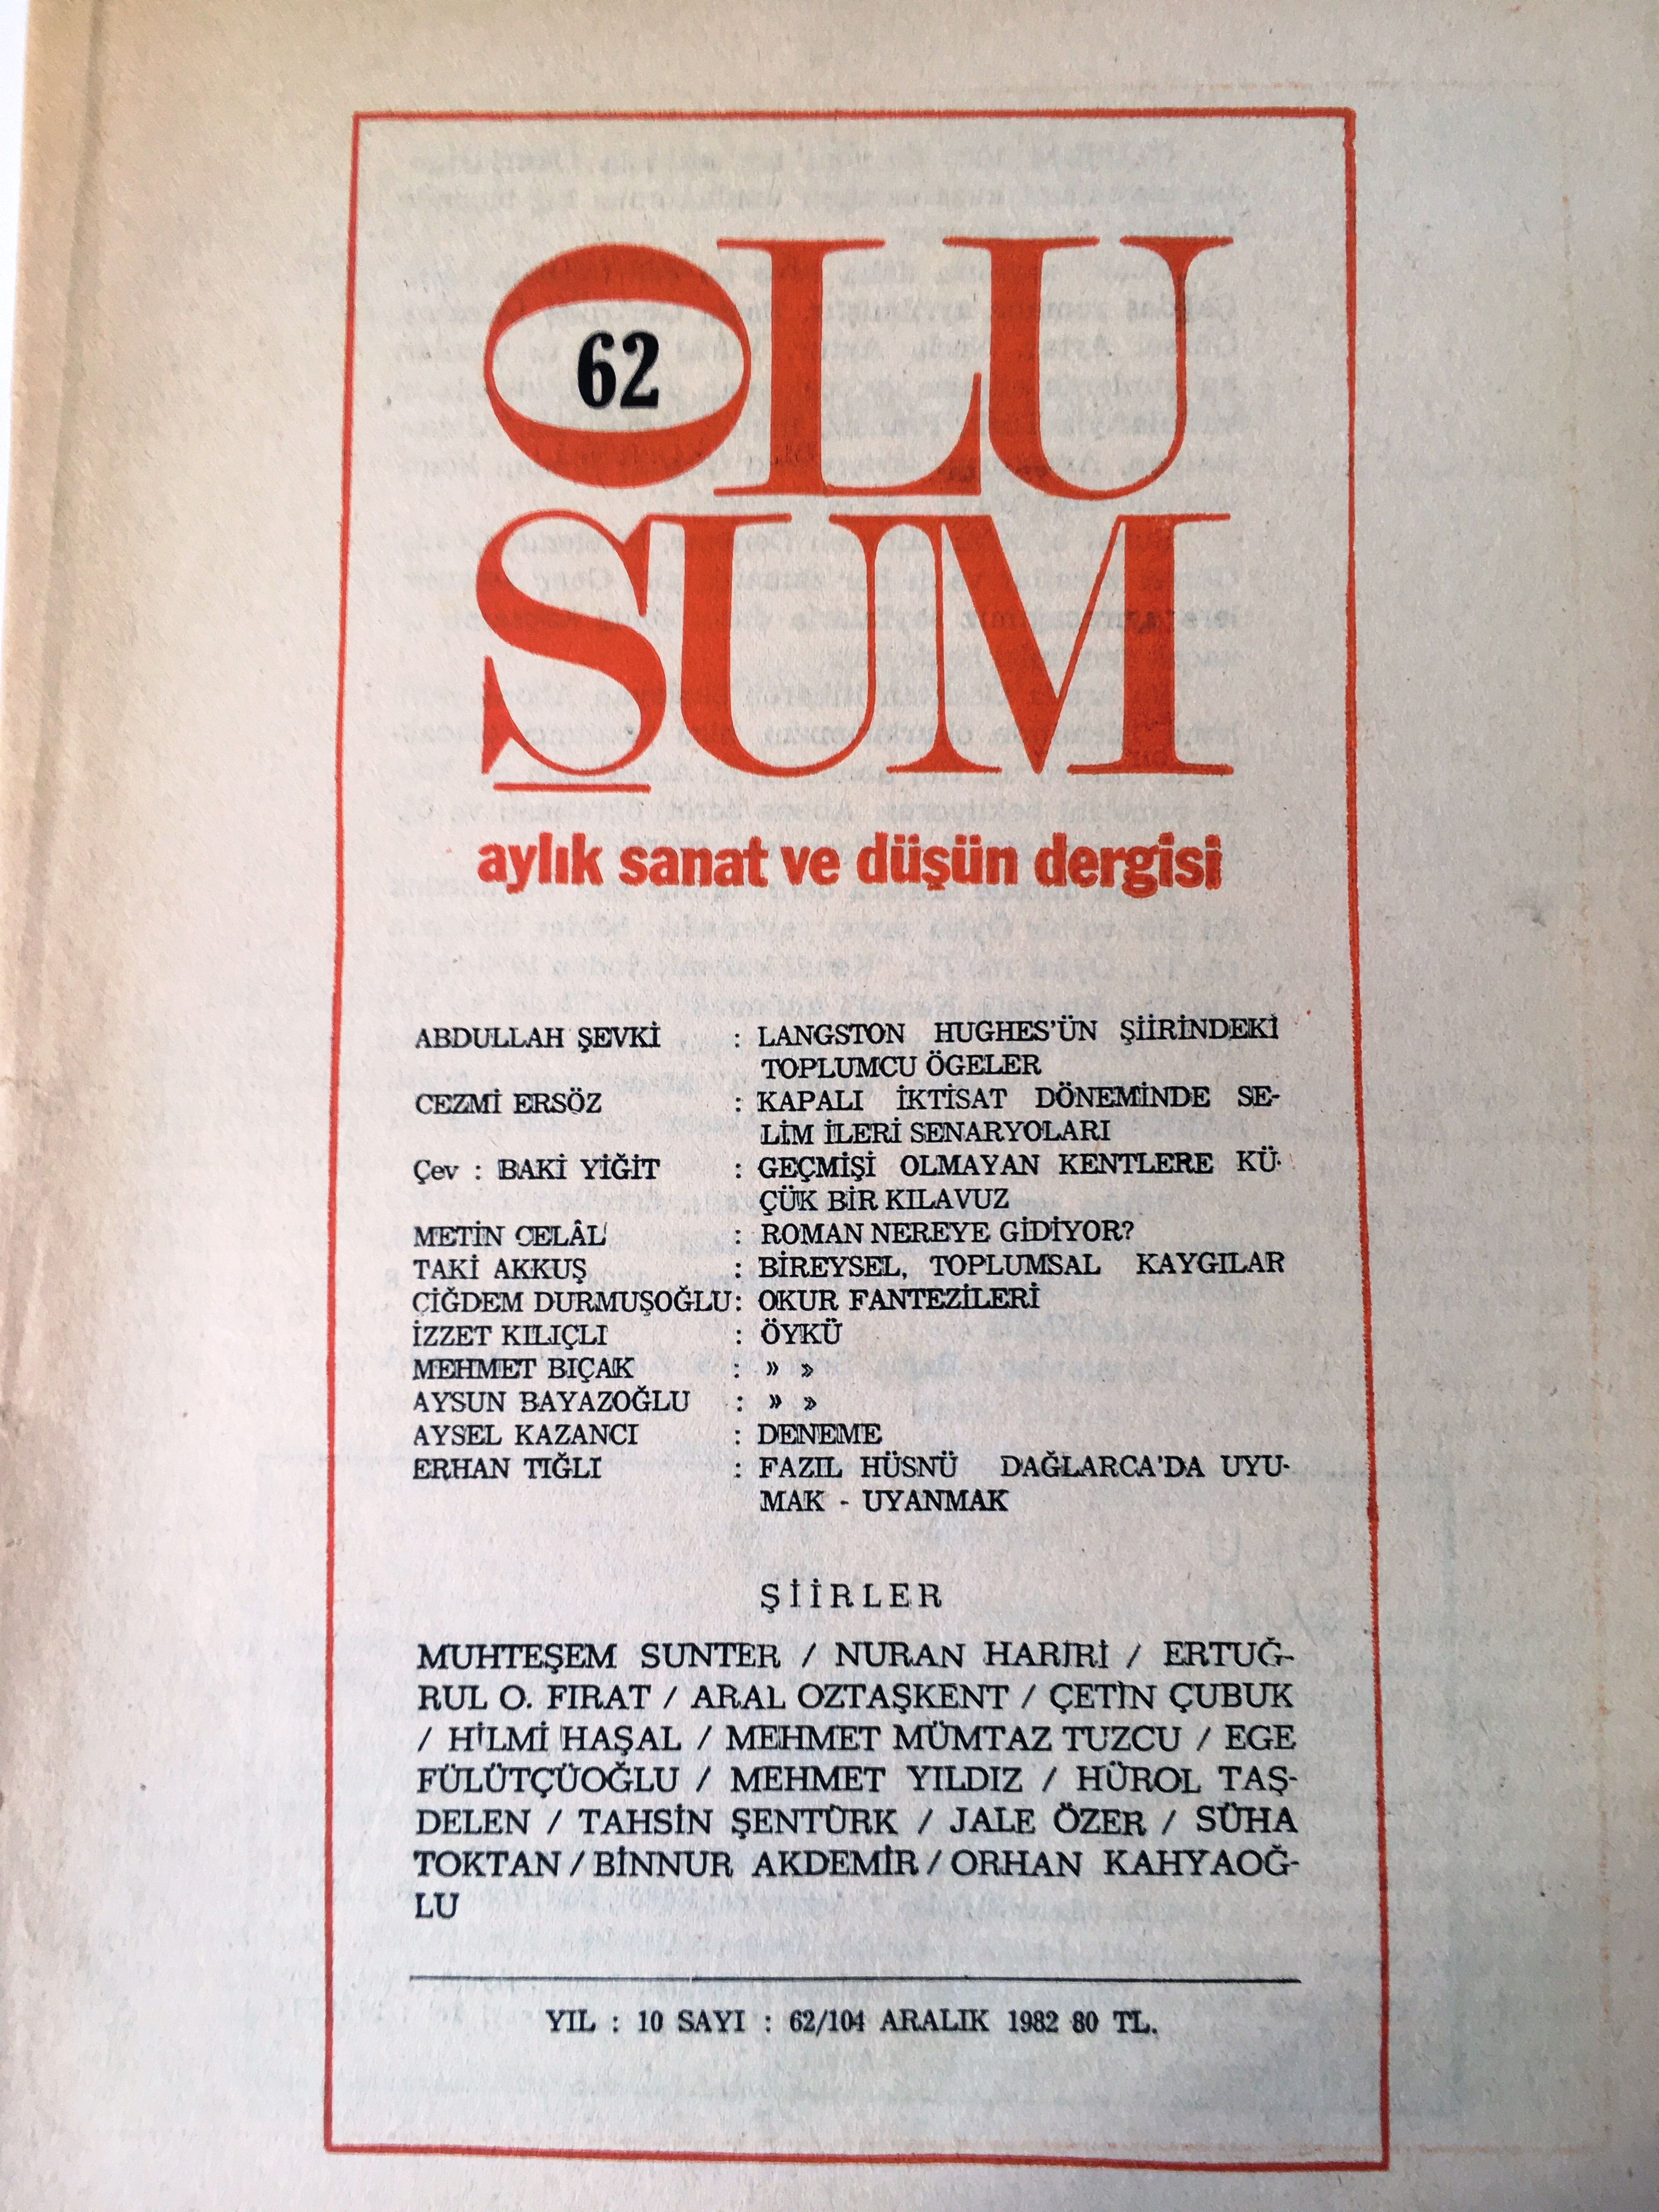 OLU
62
ŞUM
aylık sanat ve düşün dergisi
ABDULLAH ŞEVKİ : LANGSTON HUGHES'ÜN ŞİİRİNDEKİ
TOPLUMCU ÖGELER
CEZMİ ERSÖZ : KAPALI İKTİSAT DÖNEMİNDE SE-
LİM İLERİ SENARYOLARI
Çev : BAKİ YİĞİT : GEÇMİŞİ OLMAYAN KENTLERE KÜ-
ÇÜK BİR KILAVUZ
METİN CELÂL : ROMAN NEREYE GİDİYOR?
TAKİ AKKUŞ : BİREYSEL, TOPLUMSAL KAYGILAR
ÇİĞDEM DURMUŞOĞLU : OKUR FANTEZİLERİ
İZZET KILIÇLI : ÖYKÜ
MEHMET BIÇAK : » »
AYSUN BAYAZOĞLU : » »
AYSEL KAZANCI : DENEME
ERHAN TIĞLI : FAZIL HÜSNÜ DAĞLARCA'DA UYU-
MAK - UYANMAK
ŞİİRLER
MUHTEŞEM SUNTER / NURAN HARİRİ / ERTUĞ-
RUL O. FIRAT / ARAL OZTAŞKENT / ÇETİN ÇUBUK
/ HİLMİ HAŞAL / MEHMET MÜMTAZ TUZCU / EGE
FÜLÜTÇÜOĞLU / MEHMET YILDIZ / HÜROL TAŞ-
DELEN / TAHSİN ŞENTÜRK / JALE ÖZER / SÜHA
TOKTAN / BİNNUR AKDEMİR / ORHAN KAHYAOĞ-
LU
YIL : 10 SAYI : 62/104 ARALIK 1982 80 TL.